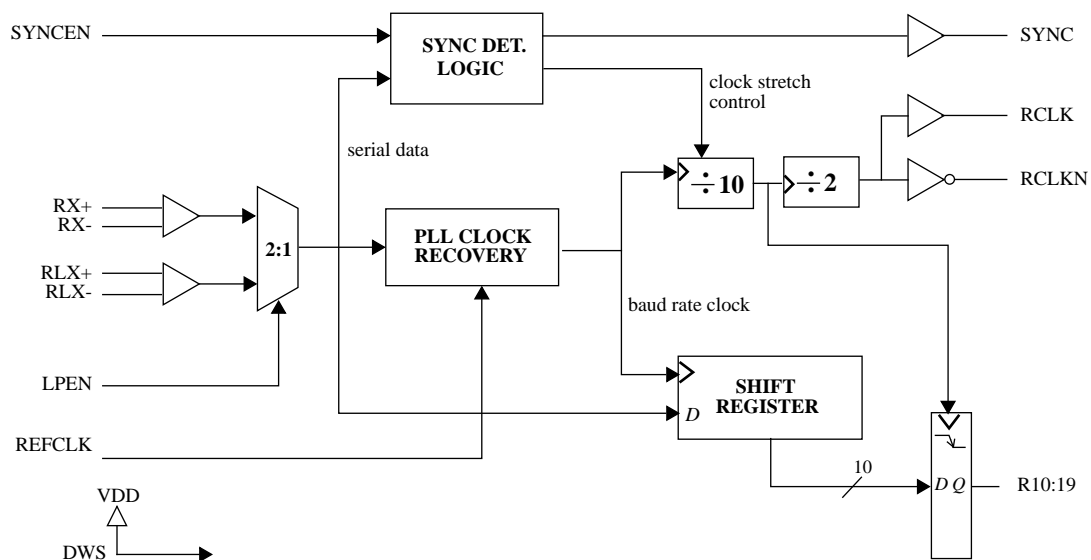 SYNCEN
SYNC DET.
LOGIC
SYNC
clock stretch
control
RCLK
serial data
÷ 10
÷ 2
RCLKN
RX+
RX-
2:1
PLL CLOCK
RECOVERY
RLX+
RLX-
baud rate clock
LPEN
SHIFT
REGISTER
D
REFCLK
10
D Q
R10:19
VDD
DWS